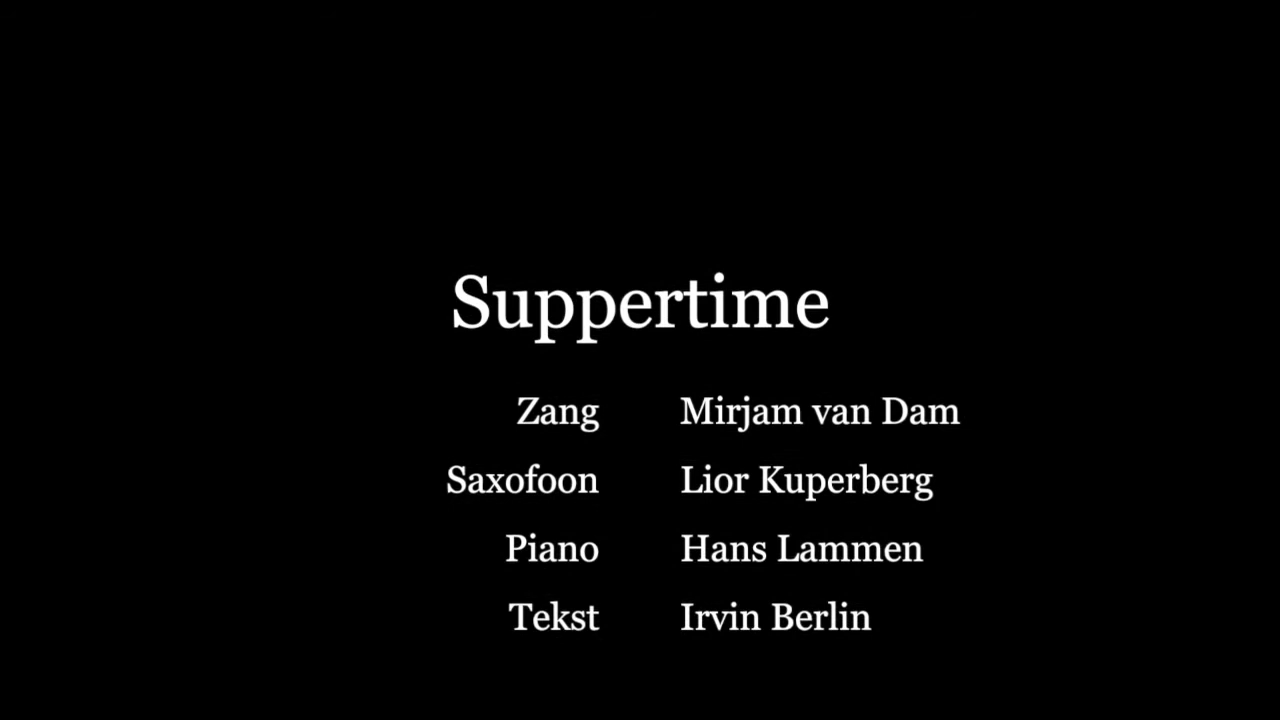 Suppertime
Zang Mirjam van Dam
Saxofoon Lior Kuperberg
Piano Hans Lammen
Tekst Irvin Berlin